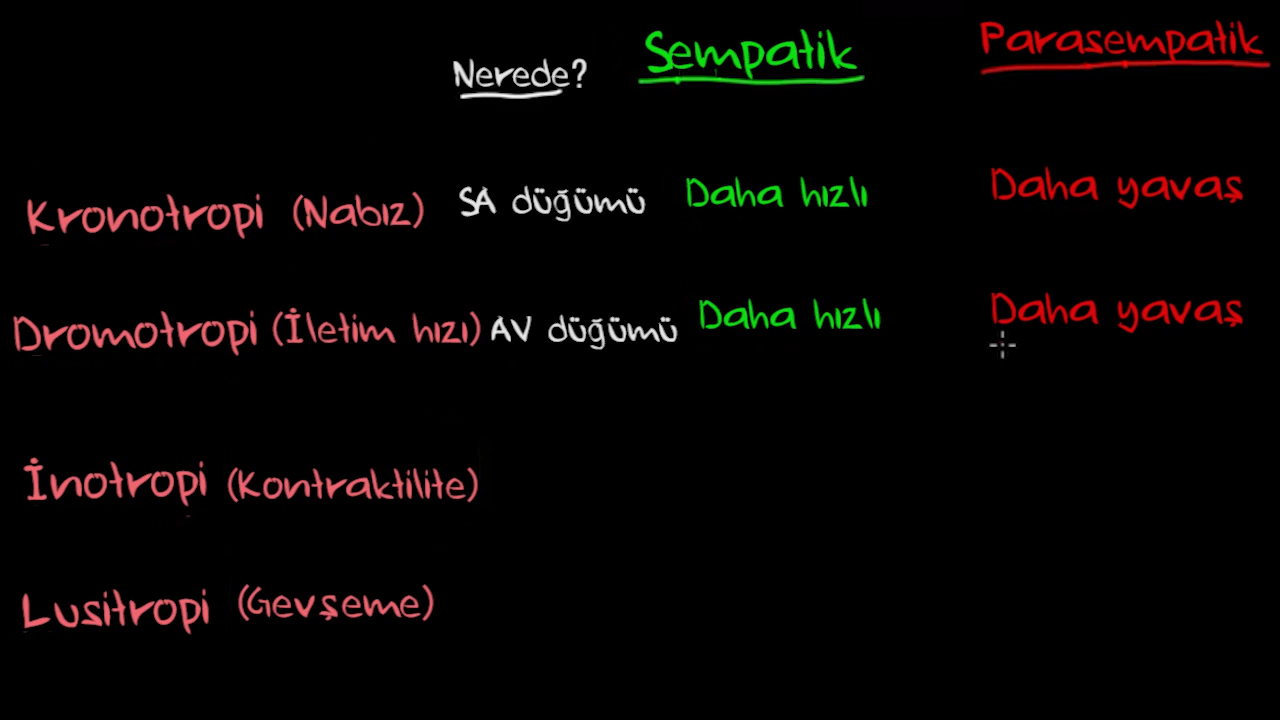 Nerede? Sempatik Parasempatik
Kronotropi (Nabız) SA düğümü Daha hızlı Daha yavaş
Dromotropi (İletim hızı) AV düğümü Daha hızlı Daha yavaş
İnotropi (Kontraktilite)
Lusitropi (Gevşeme)